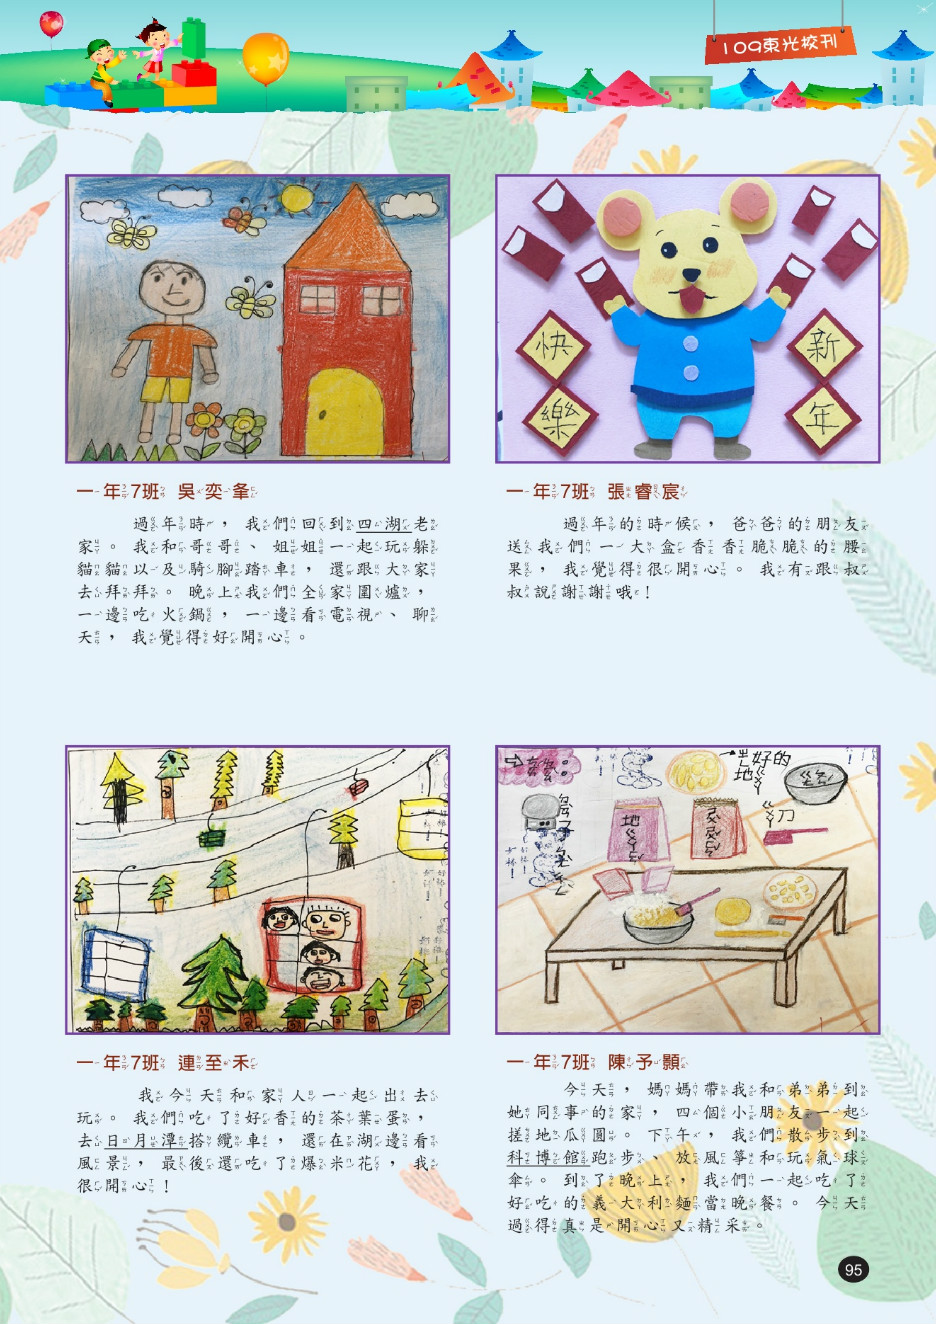 109東光校刊
快
樂
新
年
一年7班 吳奕夆
過年時，我們回到四湖老
家。我和哥哥、姐姐一起玩躲
貓貓以及騎腳踏車，還跟大家
去拜拜。晚上我們全家圍爐，
一邊吃火鍋，一邊看電視、聊
天，我覺得好開心。
一年7班 張睿宸
過年的時候，爸爸的朋友
送我們一大盒香香脆脆的腰
果，我覺得很開心。我有跟叔
叔說謝謝哦！
好的
地ㄍㄨㄚ
刀
地ㄍㄨㄚ
一年7班 連至禾
我今天和家人一起出去
玩。我們吃了好香的茶葉蛋，
去日月潭搭纜車，還在湖邊看
風景，最後還吃了爆米花，我
很開心！
一年7班 陳予顥
今天，媽媽帶我和弟弟到
她同事的家，四個小朋友一起
搓地瓜圓。下午，我們散步到
科博館跑步、放風箏和玩氣球
傘。到了晚上，我們一起吃了
好吃的義大利麵當晚餐。今天
過得真是開心又精采。
95